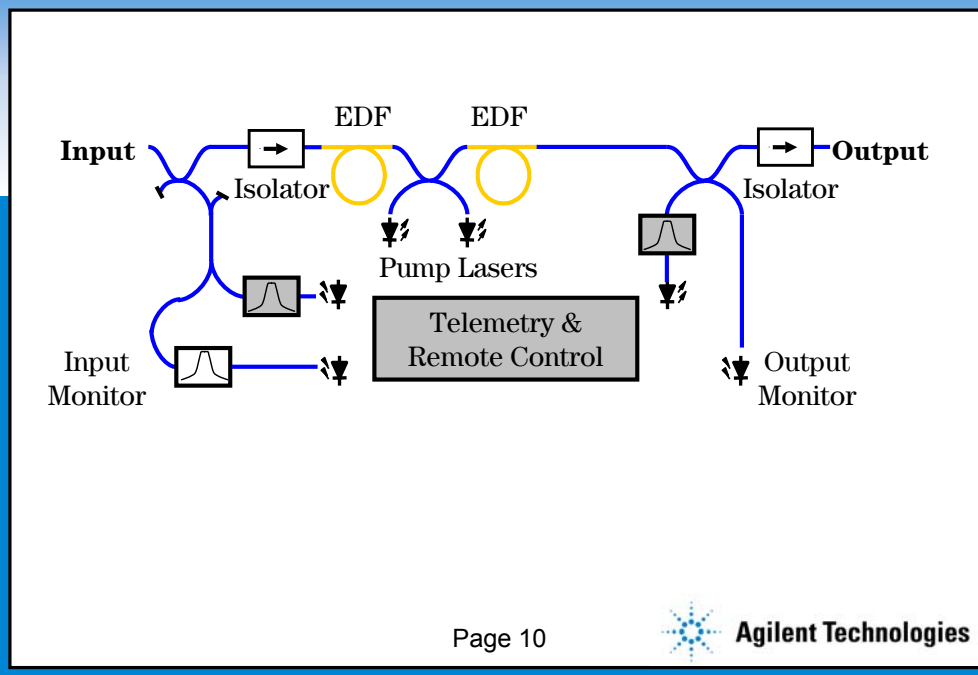 EDF
EDF
Input
Output
Isolator
Isolator
Pump Lasers
Telemetry &
Remote Control
Input
Monitor
Output
Monitor
Page 10
Agilent Technologies